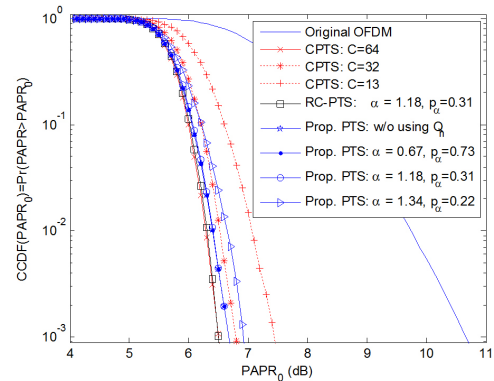 Original OFDM
CPTS: C=64
CPTS: C=32
CPTS: C=13
RC-PTS: α = 1.18, pα=0.31
Prop. PTS: w/o using Qn
Prop. PTS: α = 0.67, pα=0.73
Prop. PTS: α = 1.18, pα=0.31
Prop. PTS: α = 1.34, pα=0.22
CCDF(PAPR0)=Pr(PAPR>PAPR0)
10^0
10^-1
10^-2
10^-3
4 5 6 7 8 9 10 11
PAPR0 (dB)